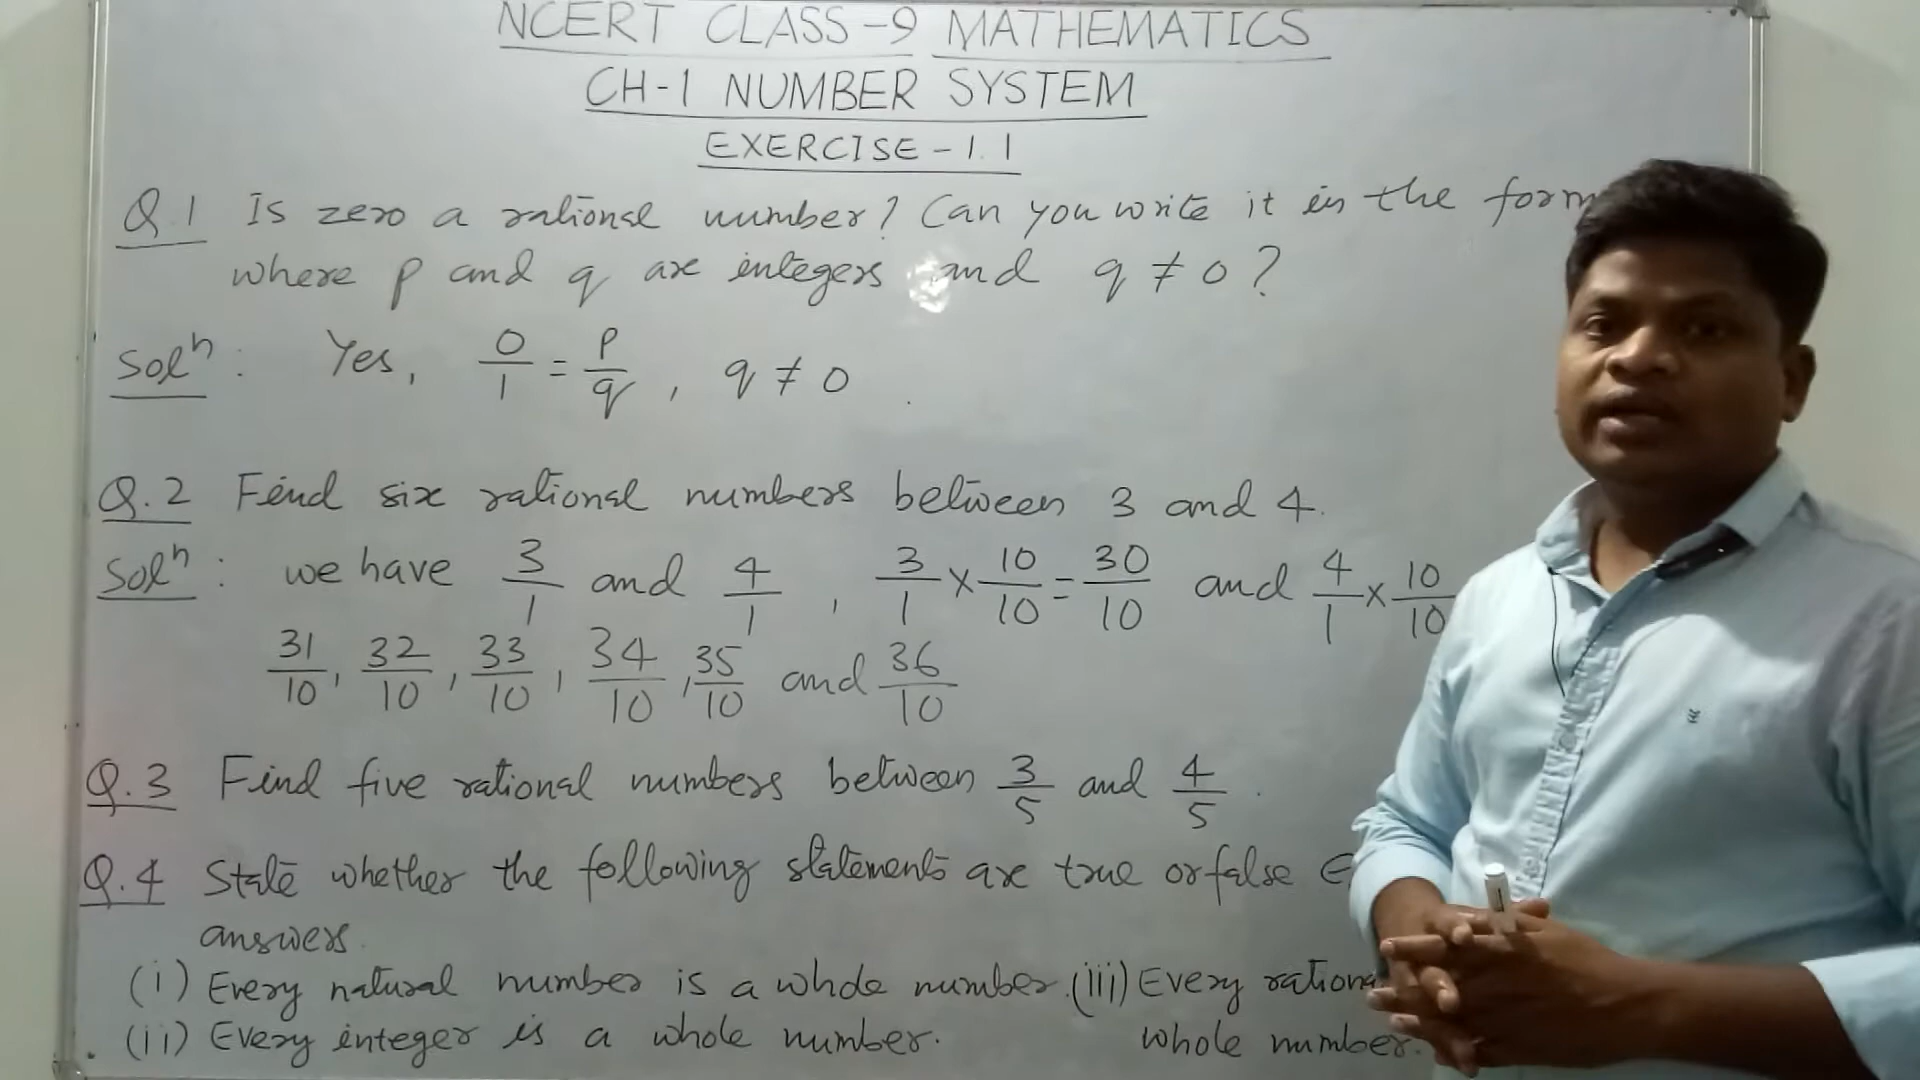 NCERT CLASS-9 MATHEMATICS
CH-1 NUMBER SYSTEM
EXERCISE-1.1
Q.1 Is zero a rational number? Can you write it in the form
where p and q are integers and q ≠ 0?
Solⁿ: Yes, 0/1 = p/q, q ≠ 0
Q.2 Find six rational numbers between 3 and 4.
Solⁿ: we have 3/1 and 4/1, 3/1 × 10/10 = 30/10 and 4/1 × 10/10
31/10, 32/10, 33/10, 34/10, 35/10 and 36/10
Q.3 Find five rational numbers between 3/5 and 4/5.
Q.4 State whether the following statements are true or false
answers.
(i) Every natural number is a whole number. (iii) Every
(ii) Every integer is a whole number. whole number.